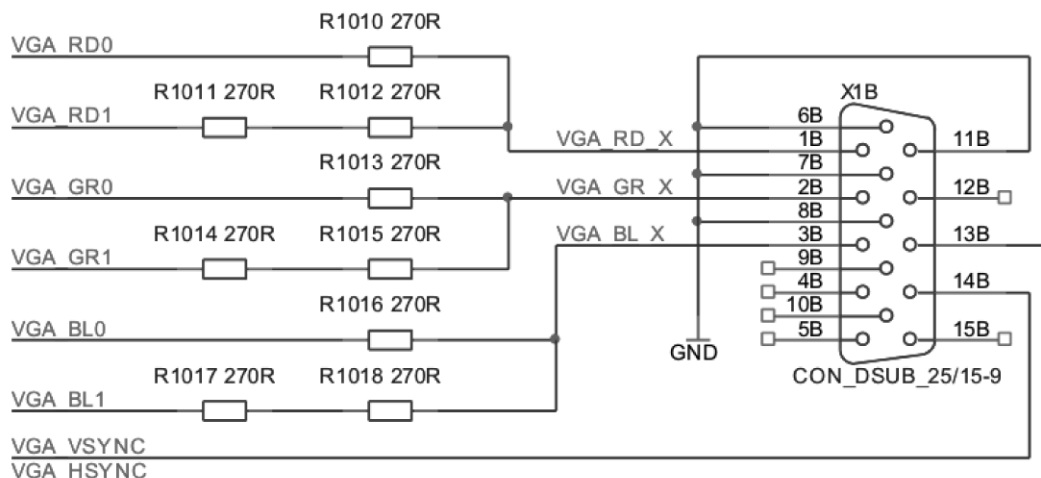 R1010 270R
VGA_RD0
R1011 270R R1012 270R
X1B
VGA_RD1
6B
VGA_RD_X 1B 11B
R1013 270R
7B
VGA_GR0 VGA_GR_X 2B 12B
8B
R1014 270R R1015 270R
VGA_BL_X 3B 13B
VGA_GR1
9B
4B 14B
R1016 270R
10B
VGA_BL0 5B 15B
GND
R1017 270R R1018 270R
CON_DSUB_25/15-9
VGA_BL1
VGA_VSYNC
VGA_HSYNC